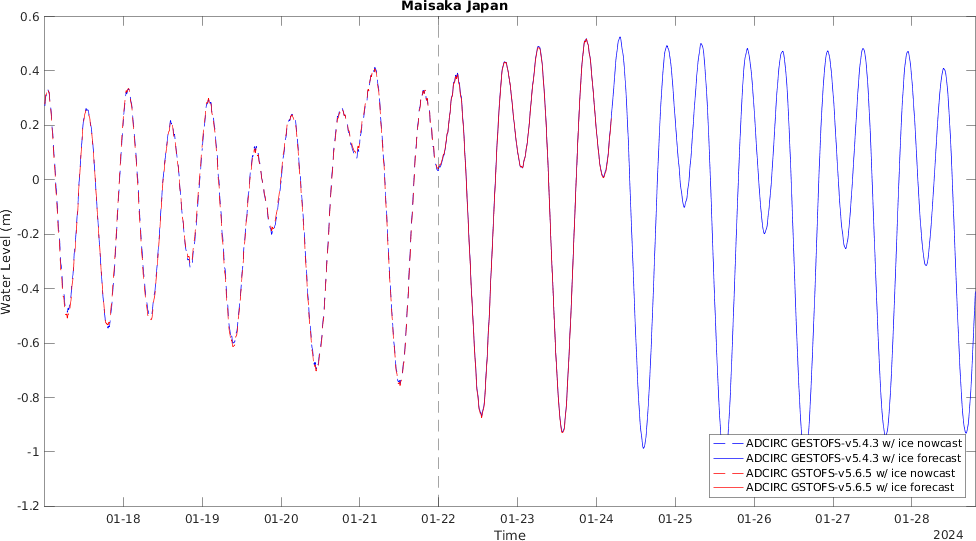 Maisaka Japan
0.6
0.4
0.2
0
-0.2
-0.4
-0.6
-0.8
-1
-1.2
Water Level (m)
ADCIRC GESTOFS-v5.4.3 w/ ice nowcast
ADCIRC GESTOFS-v5.4.3 w/ ice forecast
ADCIRC GSTOFS-v5.6.5 w/ ice nowcast
ADCIRC GSTOFS-v5.6.5 w/ ice forecast
01-18 01-19 01-20 01-21 01-22 01-23 01-24 01-25 01-26 01-27 01-28
Time
2024